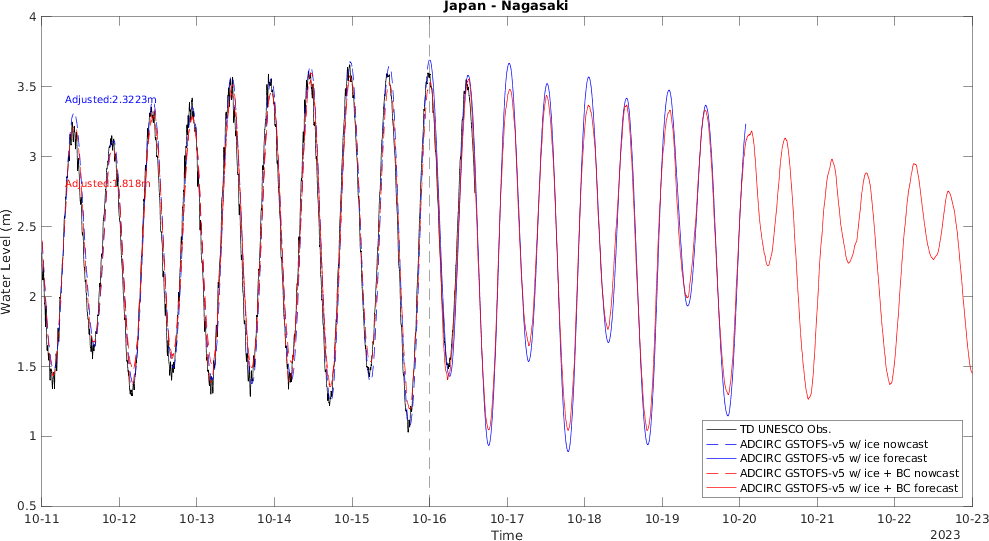 Japan - Nagasaki
4
3.5
3
2.5
2
1.5
1
0.5
Water Level (m)
Adjusted:2.3223m
Adjusted:1.818m
TD UNESCO Obs.
ADCIRC GSTOFS-v5 w/ ice nowcast
ADCIRC GSTOFS-v5 w/ ice forecast
ADCIRC GSTOFS-v5 w/ ice + BC nowcast
ADCIRC GSTOFS-v5 w/ ice + BC forecast
10-11 10-12 10-13 10-14 10-15 10-16 10-17 10-18 10-19 10-20 10-21 10-22 10-23
Time
2023